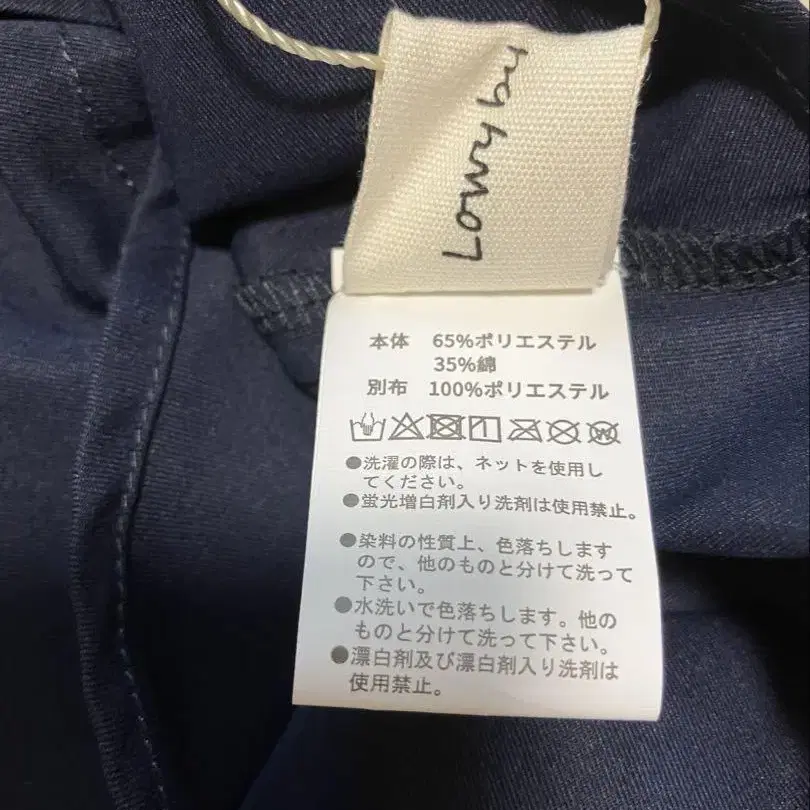 Lowry by
本体 65%ポリエステル
35%綿
別布 100%ポリエステル
●洗濯の際は、ネットを使用し
てください。
●蛍光増白剤入り洗剤は使用禁止。
●染料の性質上、色落ちします
ので、他のものと分けて洗って
下さい。
●水洗いで色落ちします。他の
ものと分けて洗って下さい。
●漂白剤及び漂白剤入り洗剤は
使用禁止。